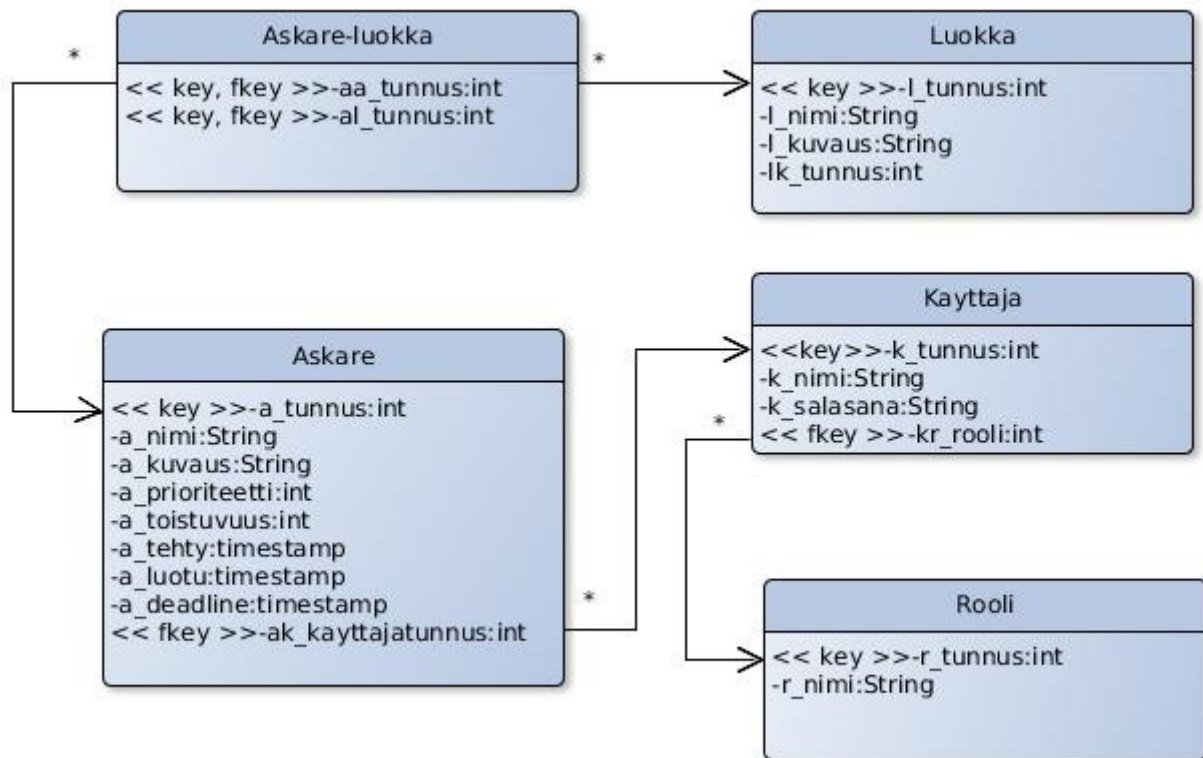 Askare-luokka
<< key, fkey >>-aa_tunnus:int
<< key, fkey >>-al_tunnus:int
*
*
Luokka
<< key >>-l_tunnus:int
-l_nimi:String
-l_kuvaus:String
-lk_tunnus:int
Askare
<< key >>-a_tunnus:int
-a_nimi:String
-a_kuvaus:String
-a_prioriteetti:int
-a_toistuvuus:int
-a_tehty:timestamp
-a_luotu:timestamp
-a_deadline:timestamp
<< fkey >>-ak_kayttajatunnus:int
*
Kayttaja
<<key>>-k_tunnus:int
-k_nimi:String
-k_salasana:String
<< fkey >>-kr_rooli:int
*
Rooli
<< key >>-r_tunnus:int
-r_nimi:String